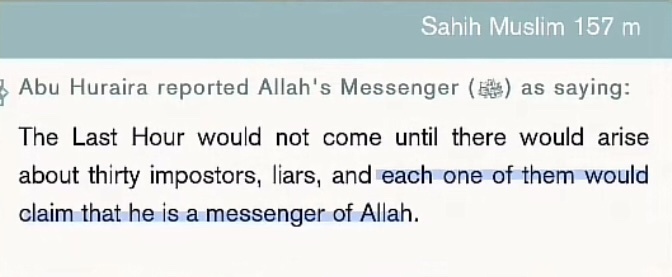 Sahih Muslim 157 m
Abu Huraira reported Allah's Messenger (ﷺ) as saying:
The Last Hour would not come until there would arise
about thirty impostors, liars, and each one of them would
claim that he is a messenger of Allah.